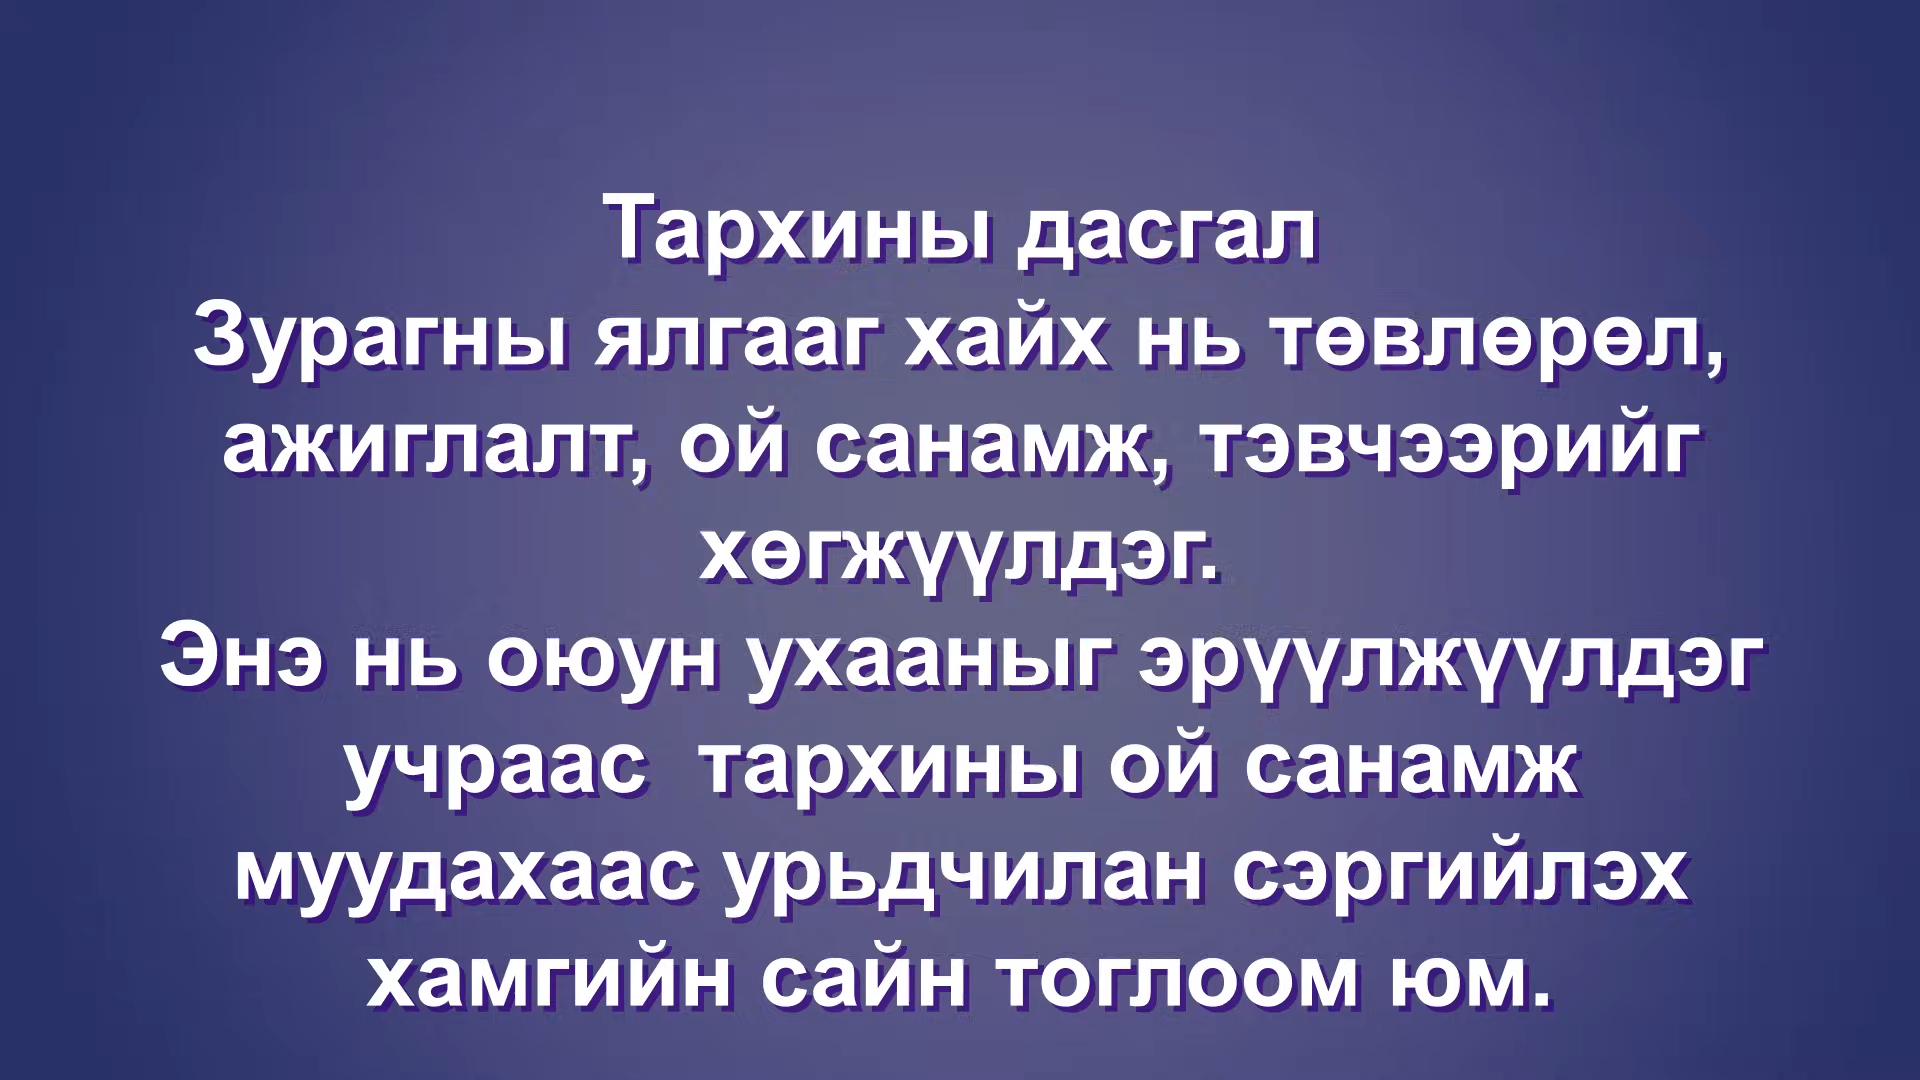 Тархины дасгал
Зурагны ялгааг хайх нь төвлөрөл,
ажиглалт, ой санамж, тэвчээрийг
хөгжүүлдэг.
Энэ нь оюун ухааныг эрүүлжүүлдэг
учраас  тархины ой санамж
муудахаас урьдчилан сэргийлэх
хамгийн сайн тоглоом юм.